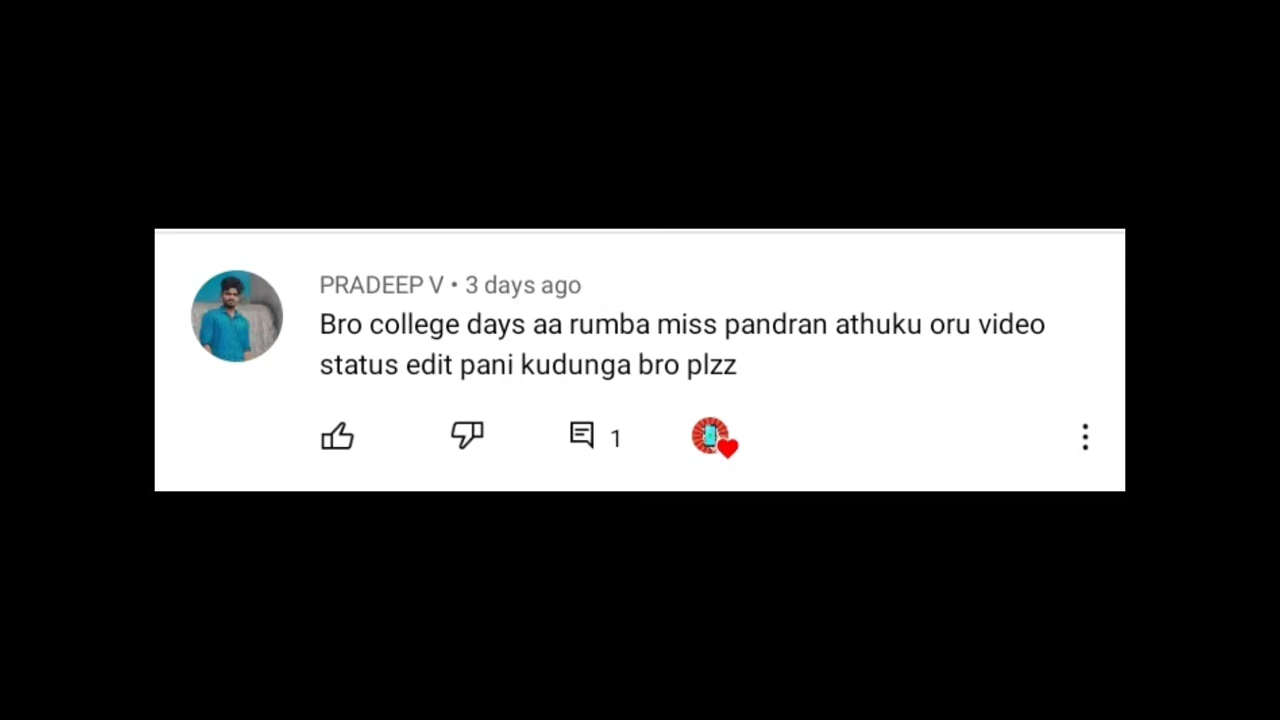 PRADEEP V • 3 days ago
Bro college days aa rumba miss pandran athuku oru video
status edit pani kudunga bro plzz
1